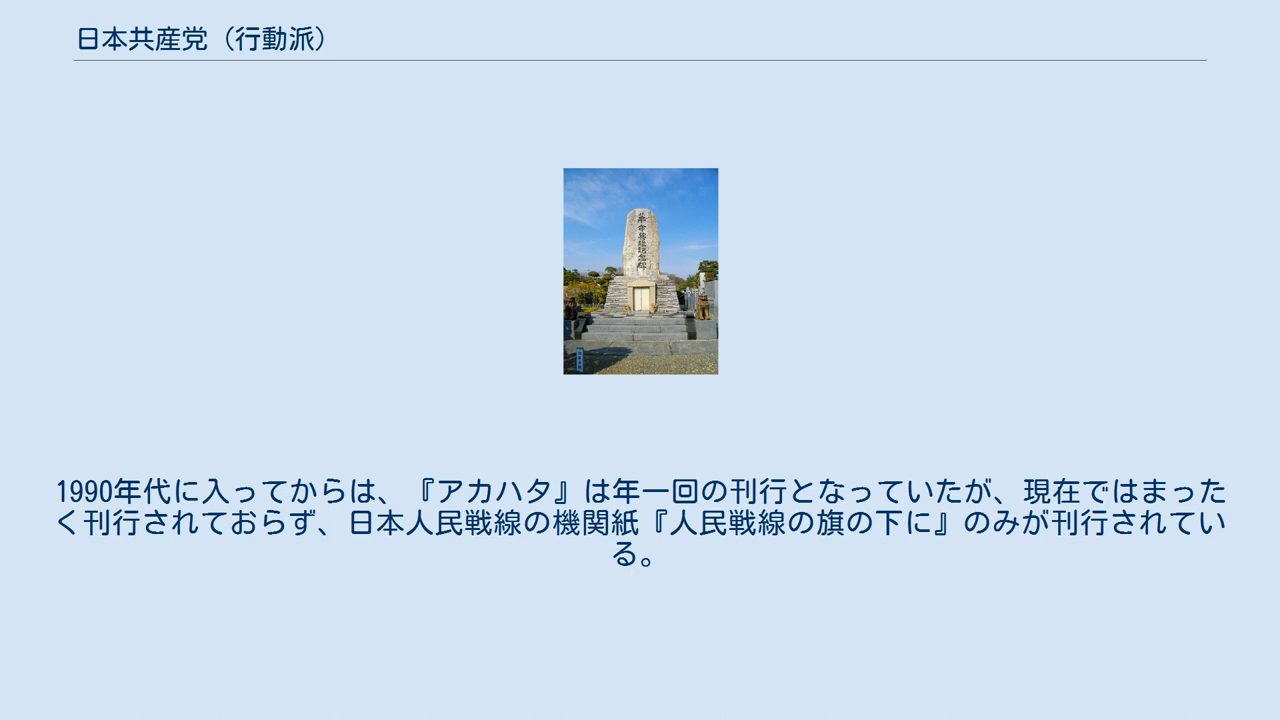 日本共産党（行動派）
1990年代に入ってからは、『アカハタ』は年一回の刊行となっていたが、現在ではまった
く刊行されておらず、日本人民戦線の機関紙『人民戦線の旗の下に』のみが刊行されてい
る。